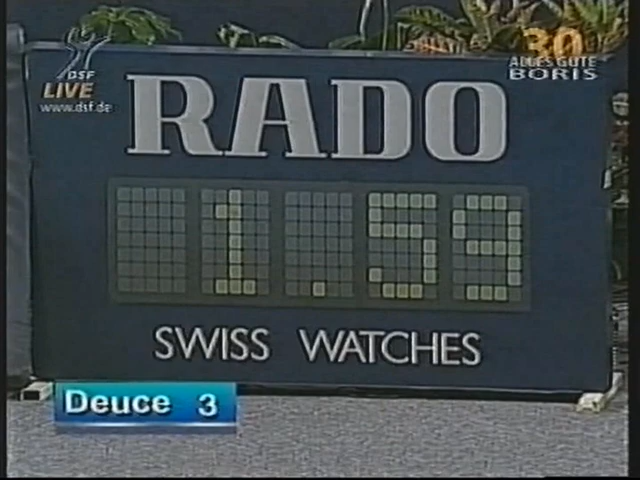 DSF
LIVE
www.dsf.de
30
ALLES GUTE
BORIS
RADO
1.59
SWISS WATCHES
Deuce 3